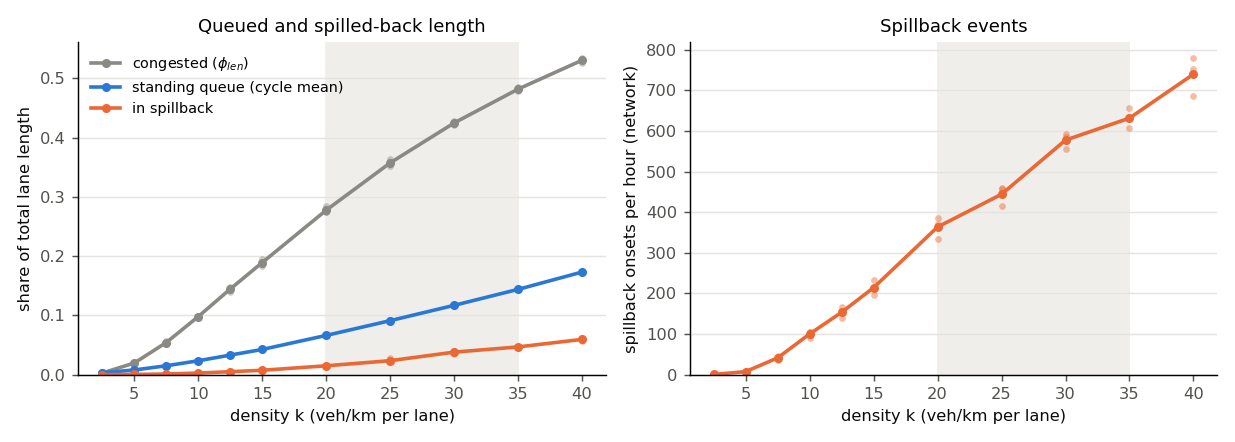 Queued and spilled-back length
congested (ϕlen)
standing queue (cycle mean)
in spillback
share of total lane length
0.5
0.4
0.3
0.2
0.1
0.0
5 10 15 20 25 30 35 40
density k (veh/km per lane)
Spillback events
spillback onsets per hour (network)
800
700
600
500
400
300
200
100
0
5 10 15 20 25 30 35 40
density k (veh/km per lane)